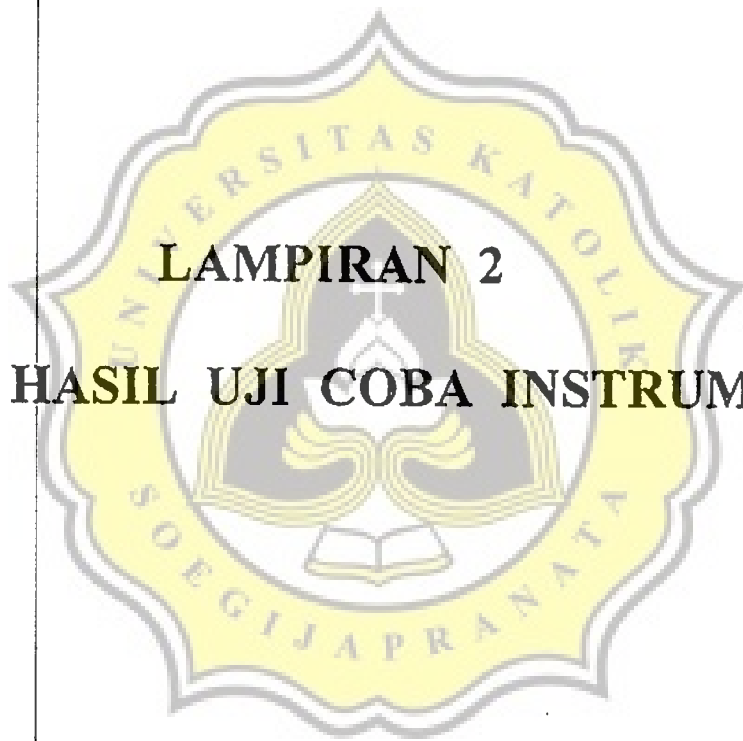 LAMPIRAN 2
HASIL UJI COBA INSTRUM
UNIVERSITAS KATOLIK
SOEGIJAPRANATA